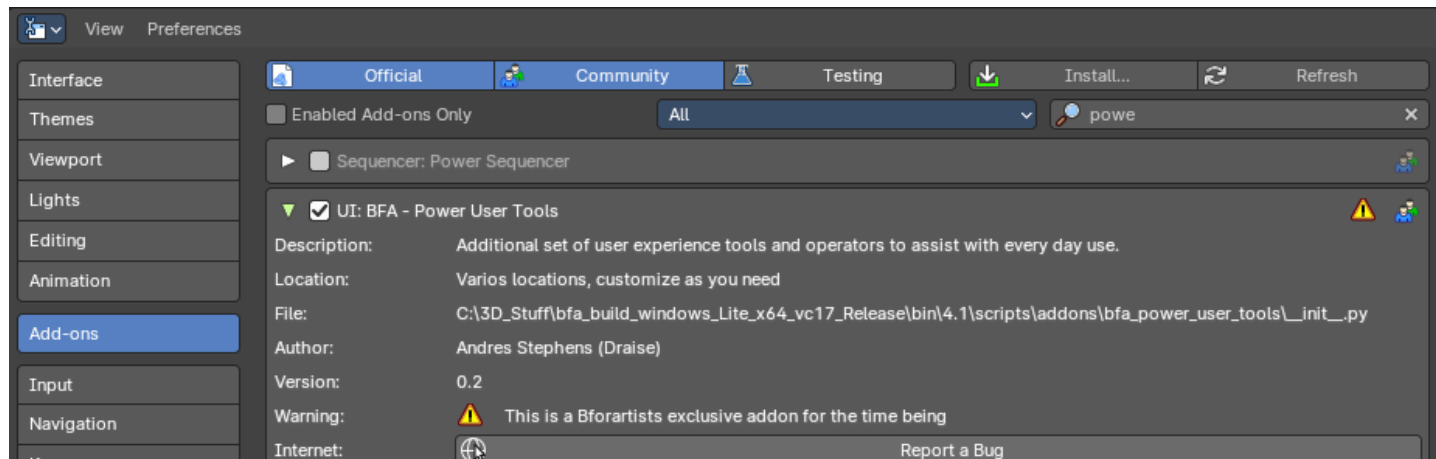 View Preferences
Interface
Themes
Viewport
Lights
Editing
Animation
Add-ons
Input
Navigation
Official Community Testing Install... Refresh
Enabled Add-ons Only All powe
Sequencer: Power Sequencer
UI: BFA - Power User Tools
Description: Additional set of user experience tools and operators to assist with every day use.
Location: Varios locations, customize as you need
File: C:\3D_Stuff\bfa_build_windows_Lite_x64_vc17_Release\bin\4.1\scripts\addons\bfa_power_user_tools\__init__.py
Author: Andres Stephens (Draise)
Version: 0.2
Warning: This is a Bforartists exclusive addon for the time being
Internet: Report a Bug